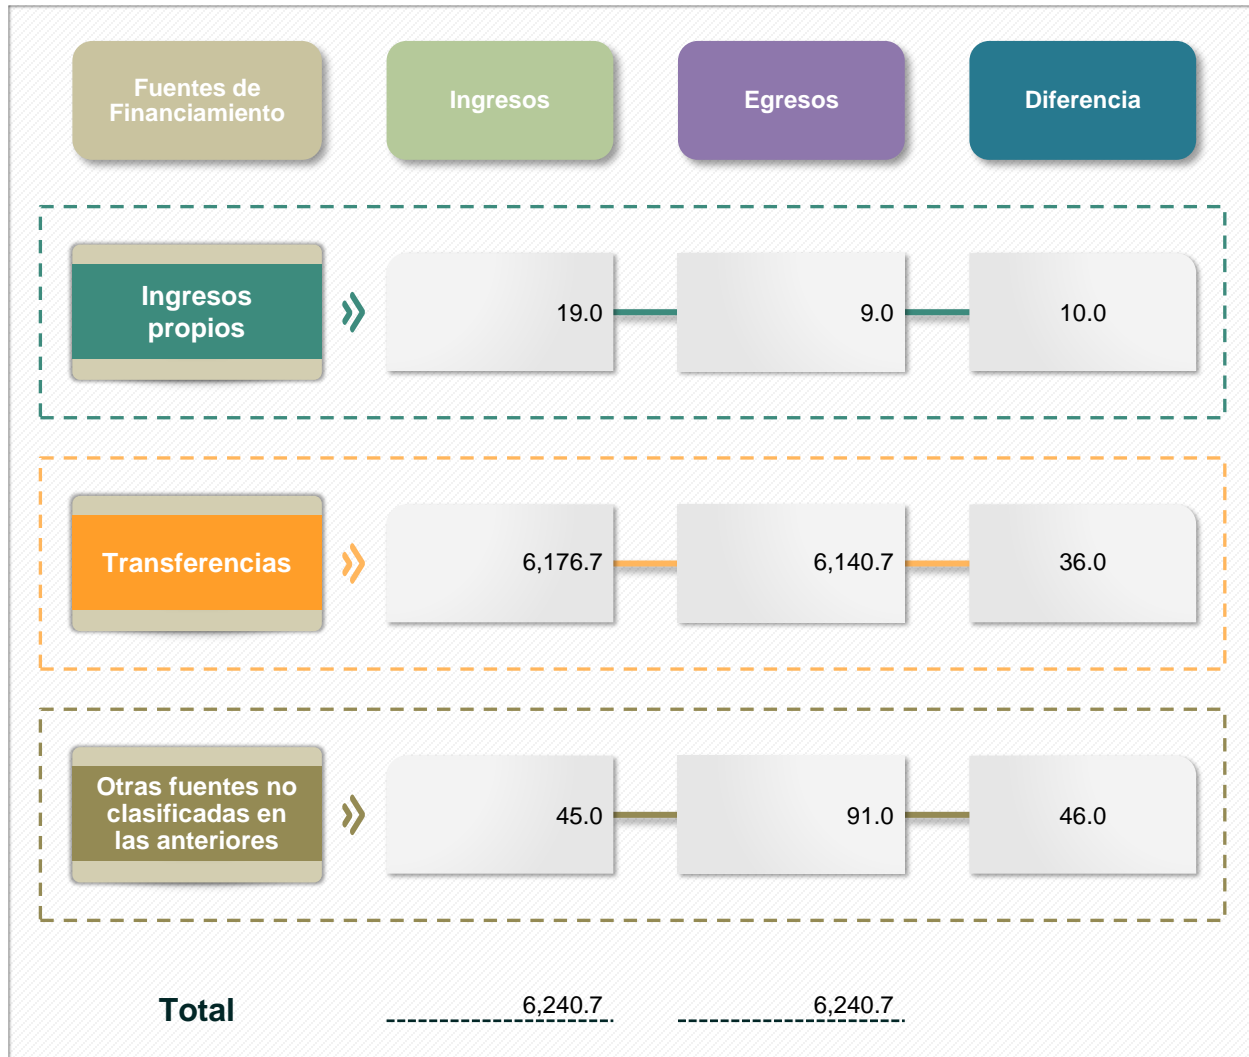 Fuentes de
Financiamiento
Ingresos
Egresos
Diferencia
Ingresos
propios
19.0
9.0
10.0
Transferencias
6,176.7
6,140.7
36.0
Otras fuentes no
clasificadas en
las anteriores
45.0
91.0
46.0
Total
6,240.7
6,240.7